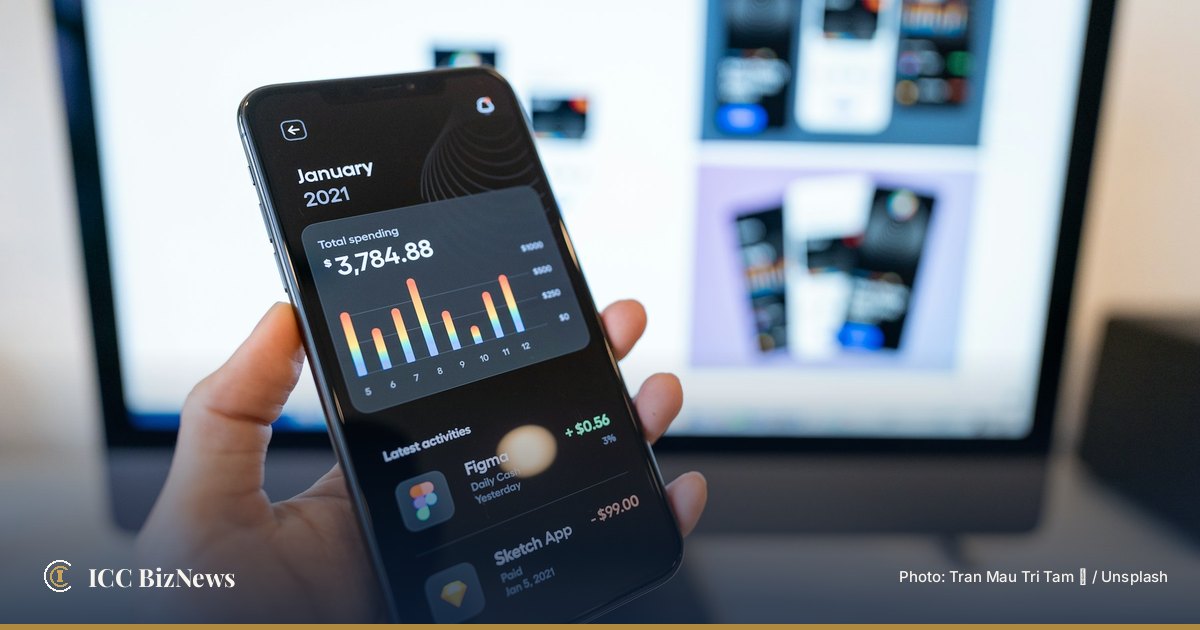 January
2021
Total spending
$3,784.88
$1000
$500
$250
$0
5 6 7 8 9 10 11 12
Latest activities
Figma
+ $0.56
Daily Cash
3%
Yesterday
Sketch App
- $99.00
Paid
Jan 5, 2021
ICC BizNews
Photo: Tran Mau Tri Tam / Unsplash